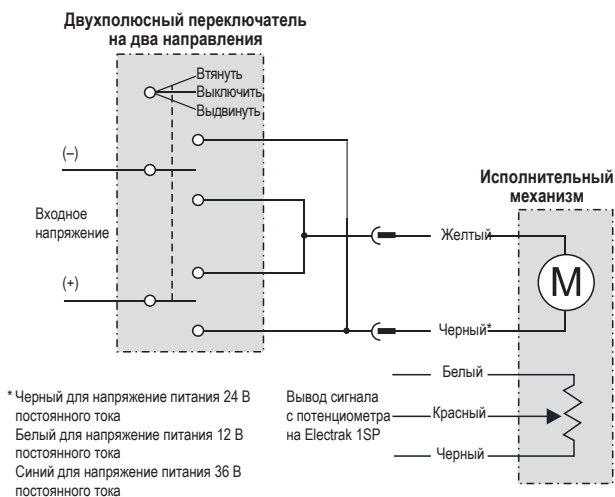 Двухполюсный переключатель
на два направления
Втянуть
Выключить
Выдвинуть
(–)
Входное
напряжение
(+)
Исполнительный
механизм
Желтый
M
Черный*
Белый
Красный
Черный
Вывод сигнала
с потенциометра
на Electrak 1SP
* Черный для напряжение питания 24 В
постоянного тока
Белый для напряжение питания 12 В
постоянного тока
Синий для напряжение питания 36 В
постоянного тока